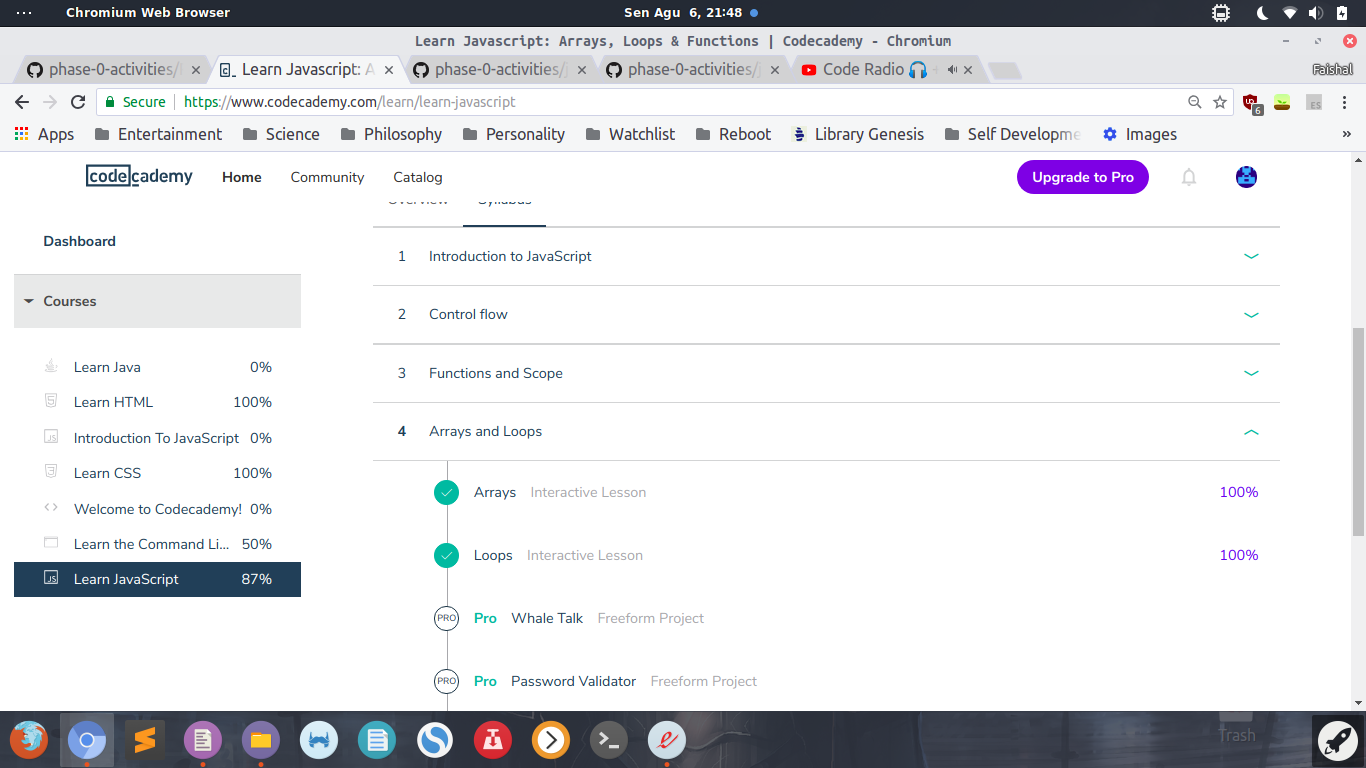 Chromium Web Browser
Sen Agu 6, 21:48
Learn Javascript: Arrays, Loops & Functions | Codecademy - Chromium
phase-0-activities/
Learn Javascript: A
phase-0-activities/
phase-0-activities/
Code Radio
Faishal
Secure
https://www.codecademy.com/learn/learn-javascript
6
ES
Apps
Entertainment
Science
Philosophy
Personality
Watchlist
Reboot
Library Genesis
Self Developme
Images
»
codecademy
Home
Community
Catalog
Upgrade to Pro
Overview
Syllabus
Dashboard
Courses
Learn Java 0%
Learn HTML 100%
Introduction To JavaScript 0%
Learn CSS 100%
Welcome to Codecademy! 0%
Learn the Command Li... 50%
Learn JavaScript 87%
1 Introduction to JavaScript
2 Control flow
3 Functions and Scope
4 Arrays and Loops
Arrays Interactive Lesson 100%
Loops Interactive Lesson 100%
PRO Pro Whale Talk Freeform Project
PRO Pro Password Validator Freeform Project
Trash